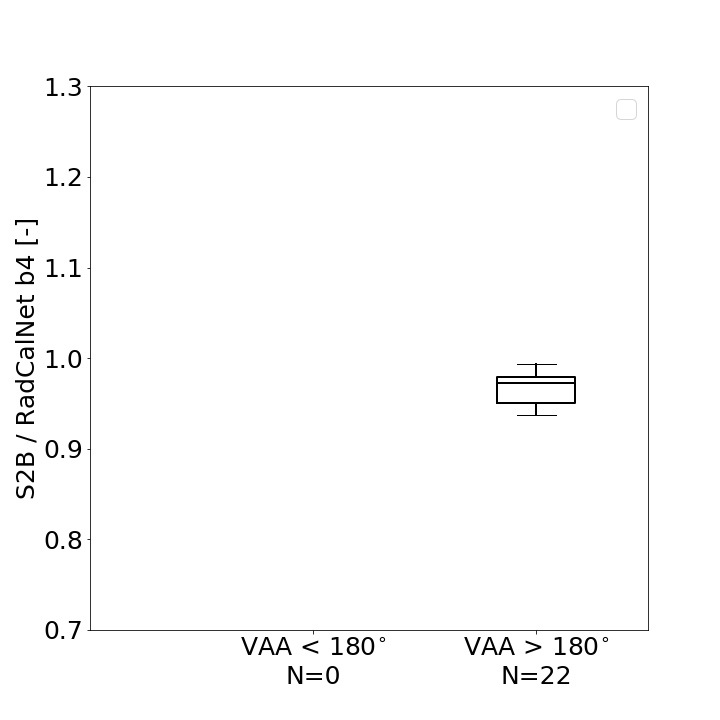 1.3
1.2
1.1
1.0
0.9
0.8
0.7
S2B / RadCalNet b4 [-]
VAA < 180°
N=0
VAA > 180°
N=22